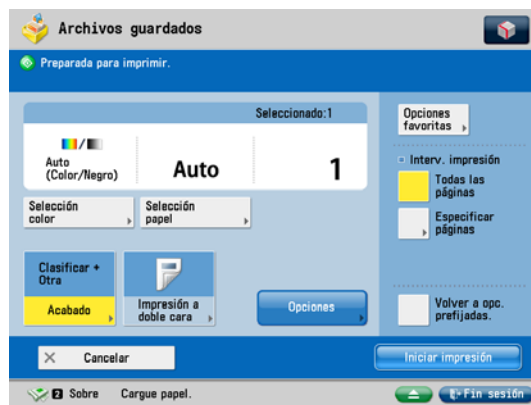 Archivos guardados
Preparada para imprimir.
Seleccionado:1
Auto
(Color/Negro)
Auto
1
Selección
color
Selección
papel
Clasificar +
Otra
Acabado
Impresión a
doble cara
Opciones
Opciones
favoritas
Interv. impresión
Todas las
páginas
Especificar
páginas
Volver a opc.
prefijadas.
Cancelar
Iniciar impresión
2 Sobre Cargue papel.
Fin sesión